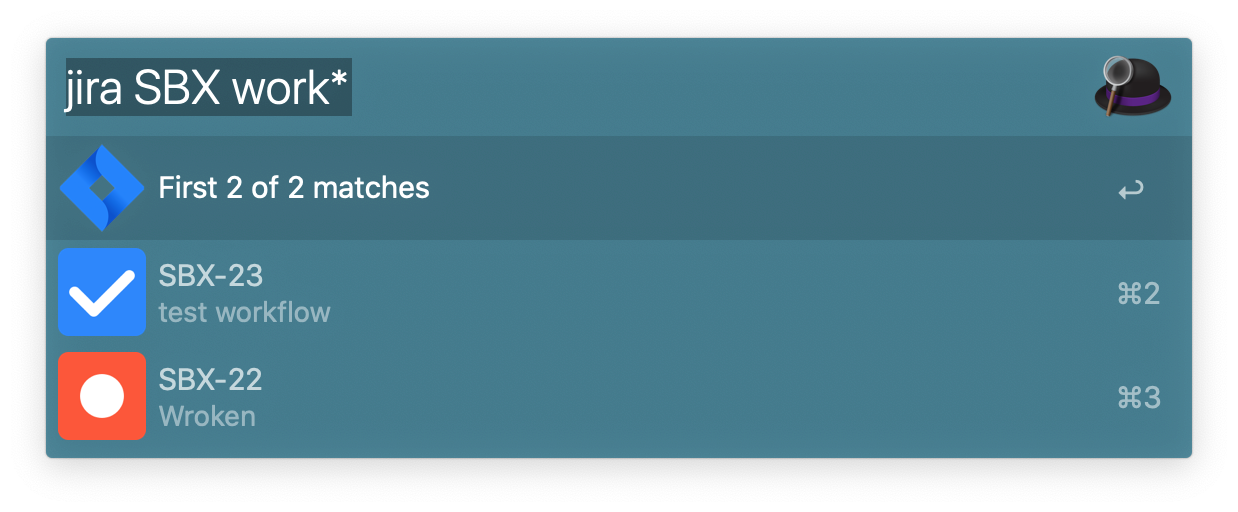 jira SBX work*
First 2 of 2 matches
SBX-23
test workflow
⌘2
SBX-22
Wroken
⌘3